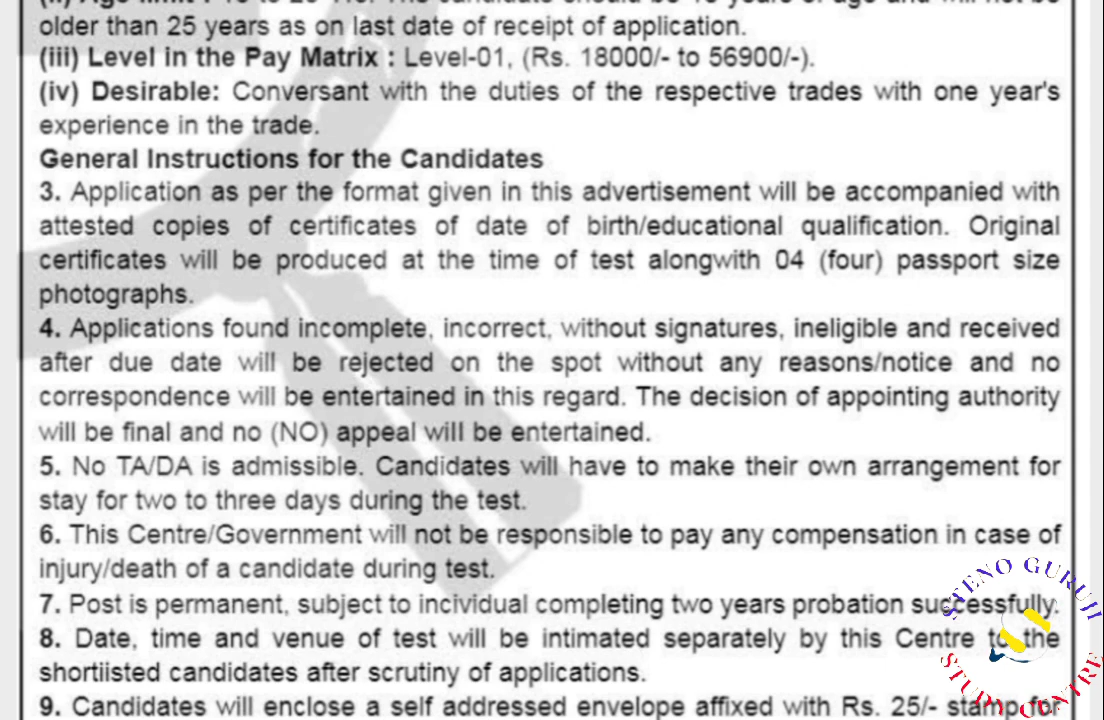 older than 25 years as on last date of receipt of application.
(iii) Level in the Pay Matrix : Level-01, (Rs. 18000/- to 56900/-).
(iv) Desirable: Conversant with the duties of the respective trades with one year's
experience in the trade.
General Instructions for the Candidates
3. Application as per the format given in this advertisement will be accompanied with
attested copies of certificates of date of birth/educational qualification. Original
certificates will be produced at the time of test alongwith 04 (four) passport size
photographs.
4. Applications found incomplete, incorrect, without signatures, ineligible and received
after due date will be rejected on the spot without any reasons/notice and no
correspondence will be entertained in this regard. The decision of appointing authority
will be final and no (NO) appeal will be entertained.
5. No TA/DA is admissible. Candidates will have to make their own arrangement for
stay for two to three days during the test.
6. This Centre/Government will not be responsible to pay any compensation in case of
injury/death of a candidate during test.
7. Post is permanent, subject to incividual completing two years probation successfully.
8. Date, time and venue of test will be intimated separately by this Centre to the
shortiisted candidates after scrutiny of applications.
9. Candidates will enclose a self addressed envelope affixed with Rs. 25/- stamp for
STENO GURUJI
STUDY CENTRE